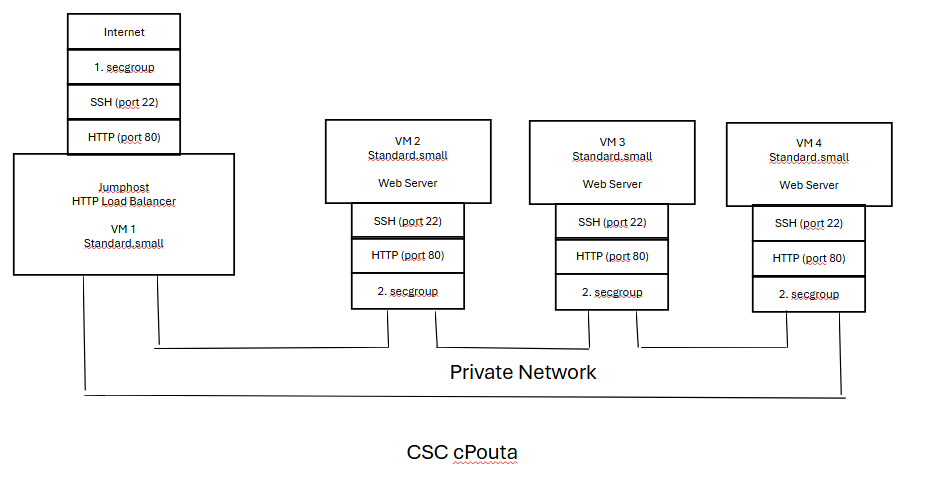 Internet
1. secgroup
SSH (port 22)
HTTP (port 80)
Jumphost
HTTP Load Balancer
VM 1
Standard.small
VM 2
Standard.small
Web Server
SSH (port 22)
HTTP (port 80)
2. secgroup
VM 3
Standard.small
Web Server
SSH (port 22)
HTTP (port 80)
2. secgroup
VM 4
Standard.small
Web Server
SSH (port 22)
HTTP (port 80)
2. secgroup
Private Network
CSC cPouta